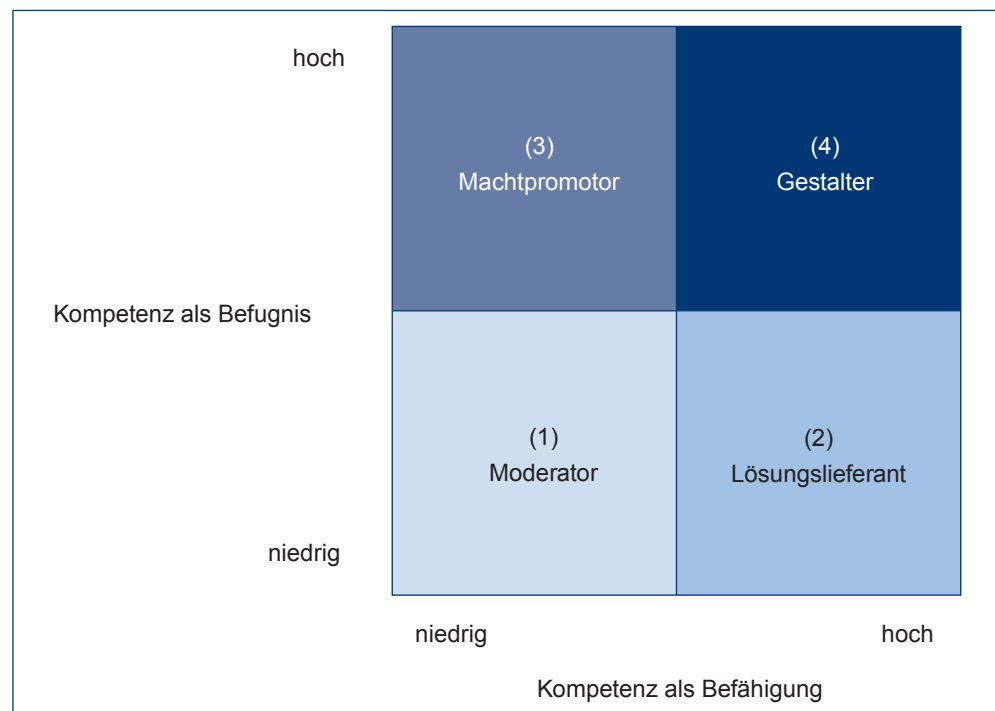 hoch
(3)
Machtpromotor
(4)
Gestalter
Kompetenz als Befugnis
(1)
Moderator
(2)
Lösungslieferant
niedrig
niedrig
hoch
Kompetenz als Befähigung